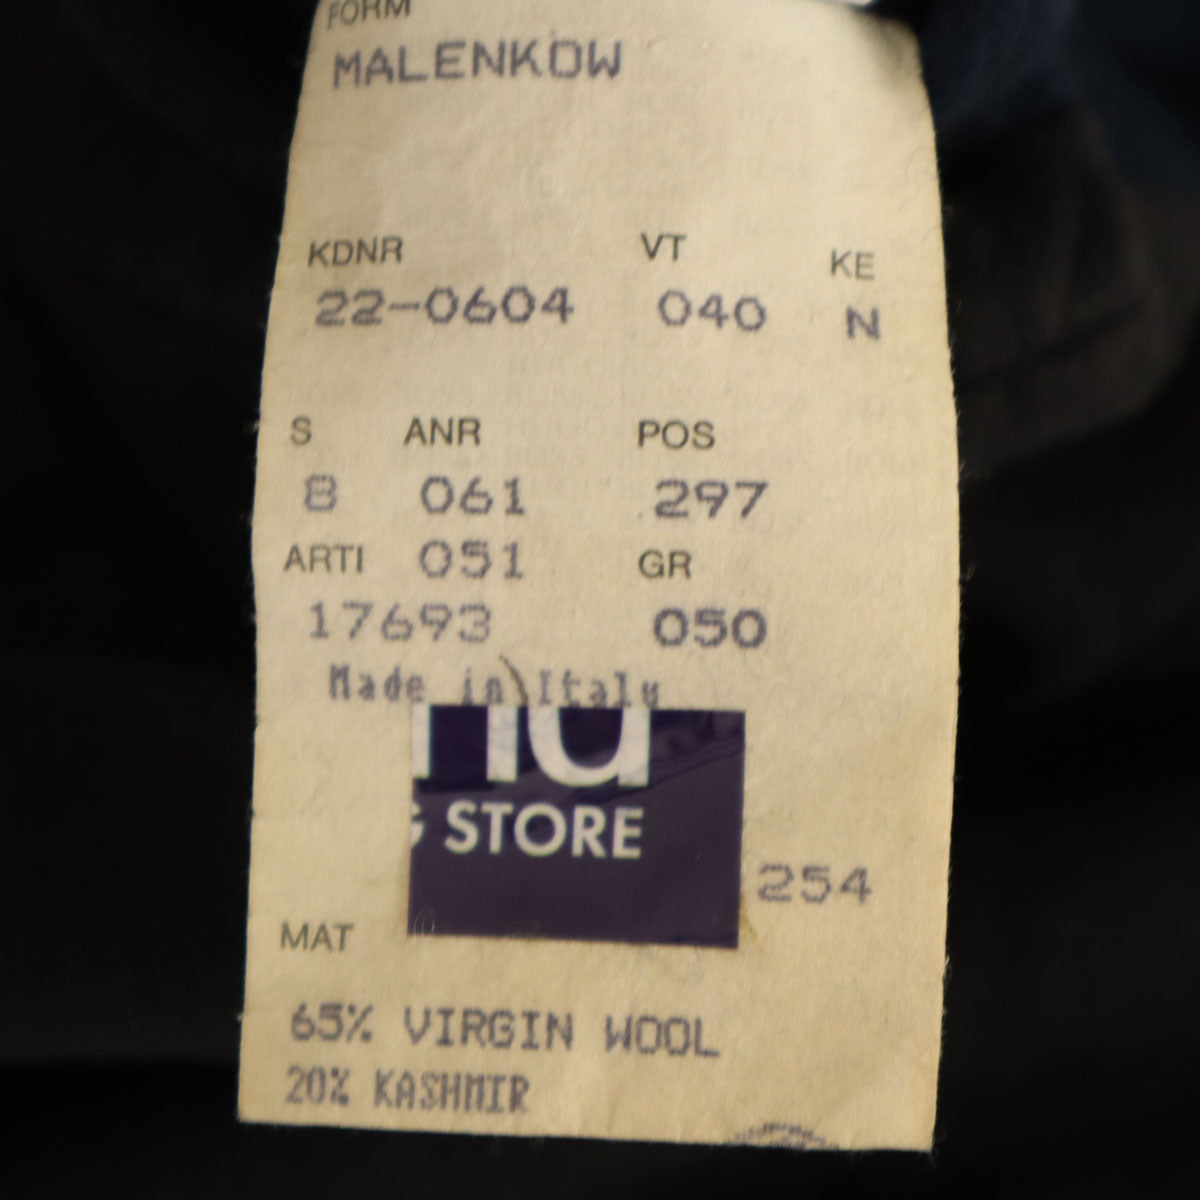 FORM
MALENKOW
KDNR VT KE
22-0604 040 N
S ANR POS
8 061 297
ARTI 051 GR
17693 050
Made in Italy
STORE
254
MAT
65% VIRGIN WOOL
20% KASHMIR